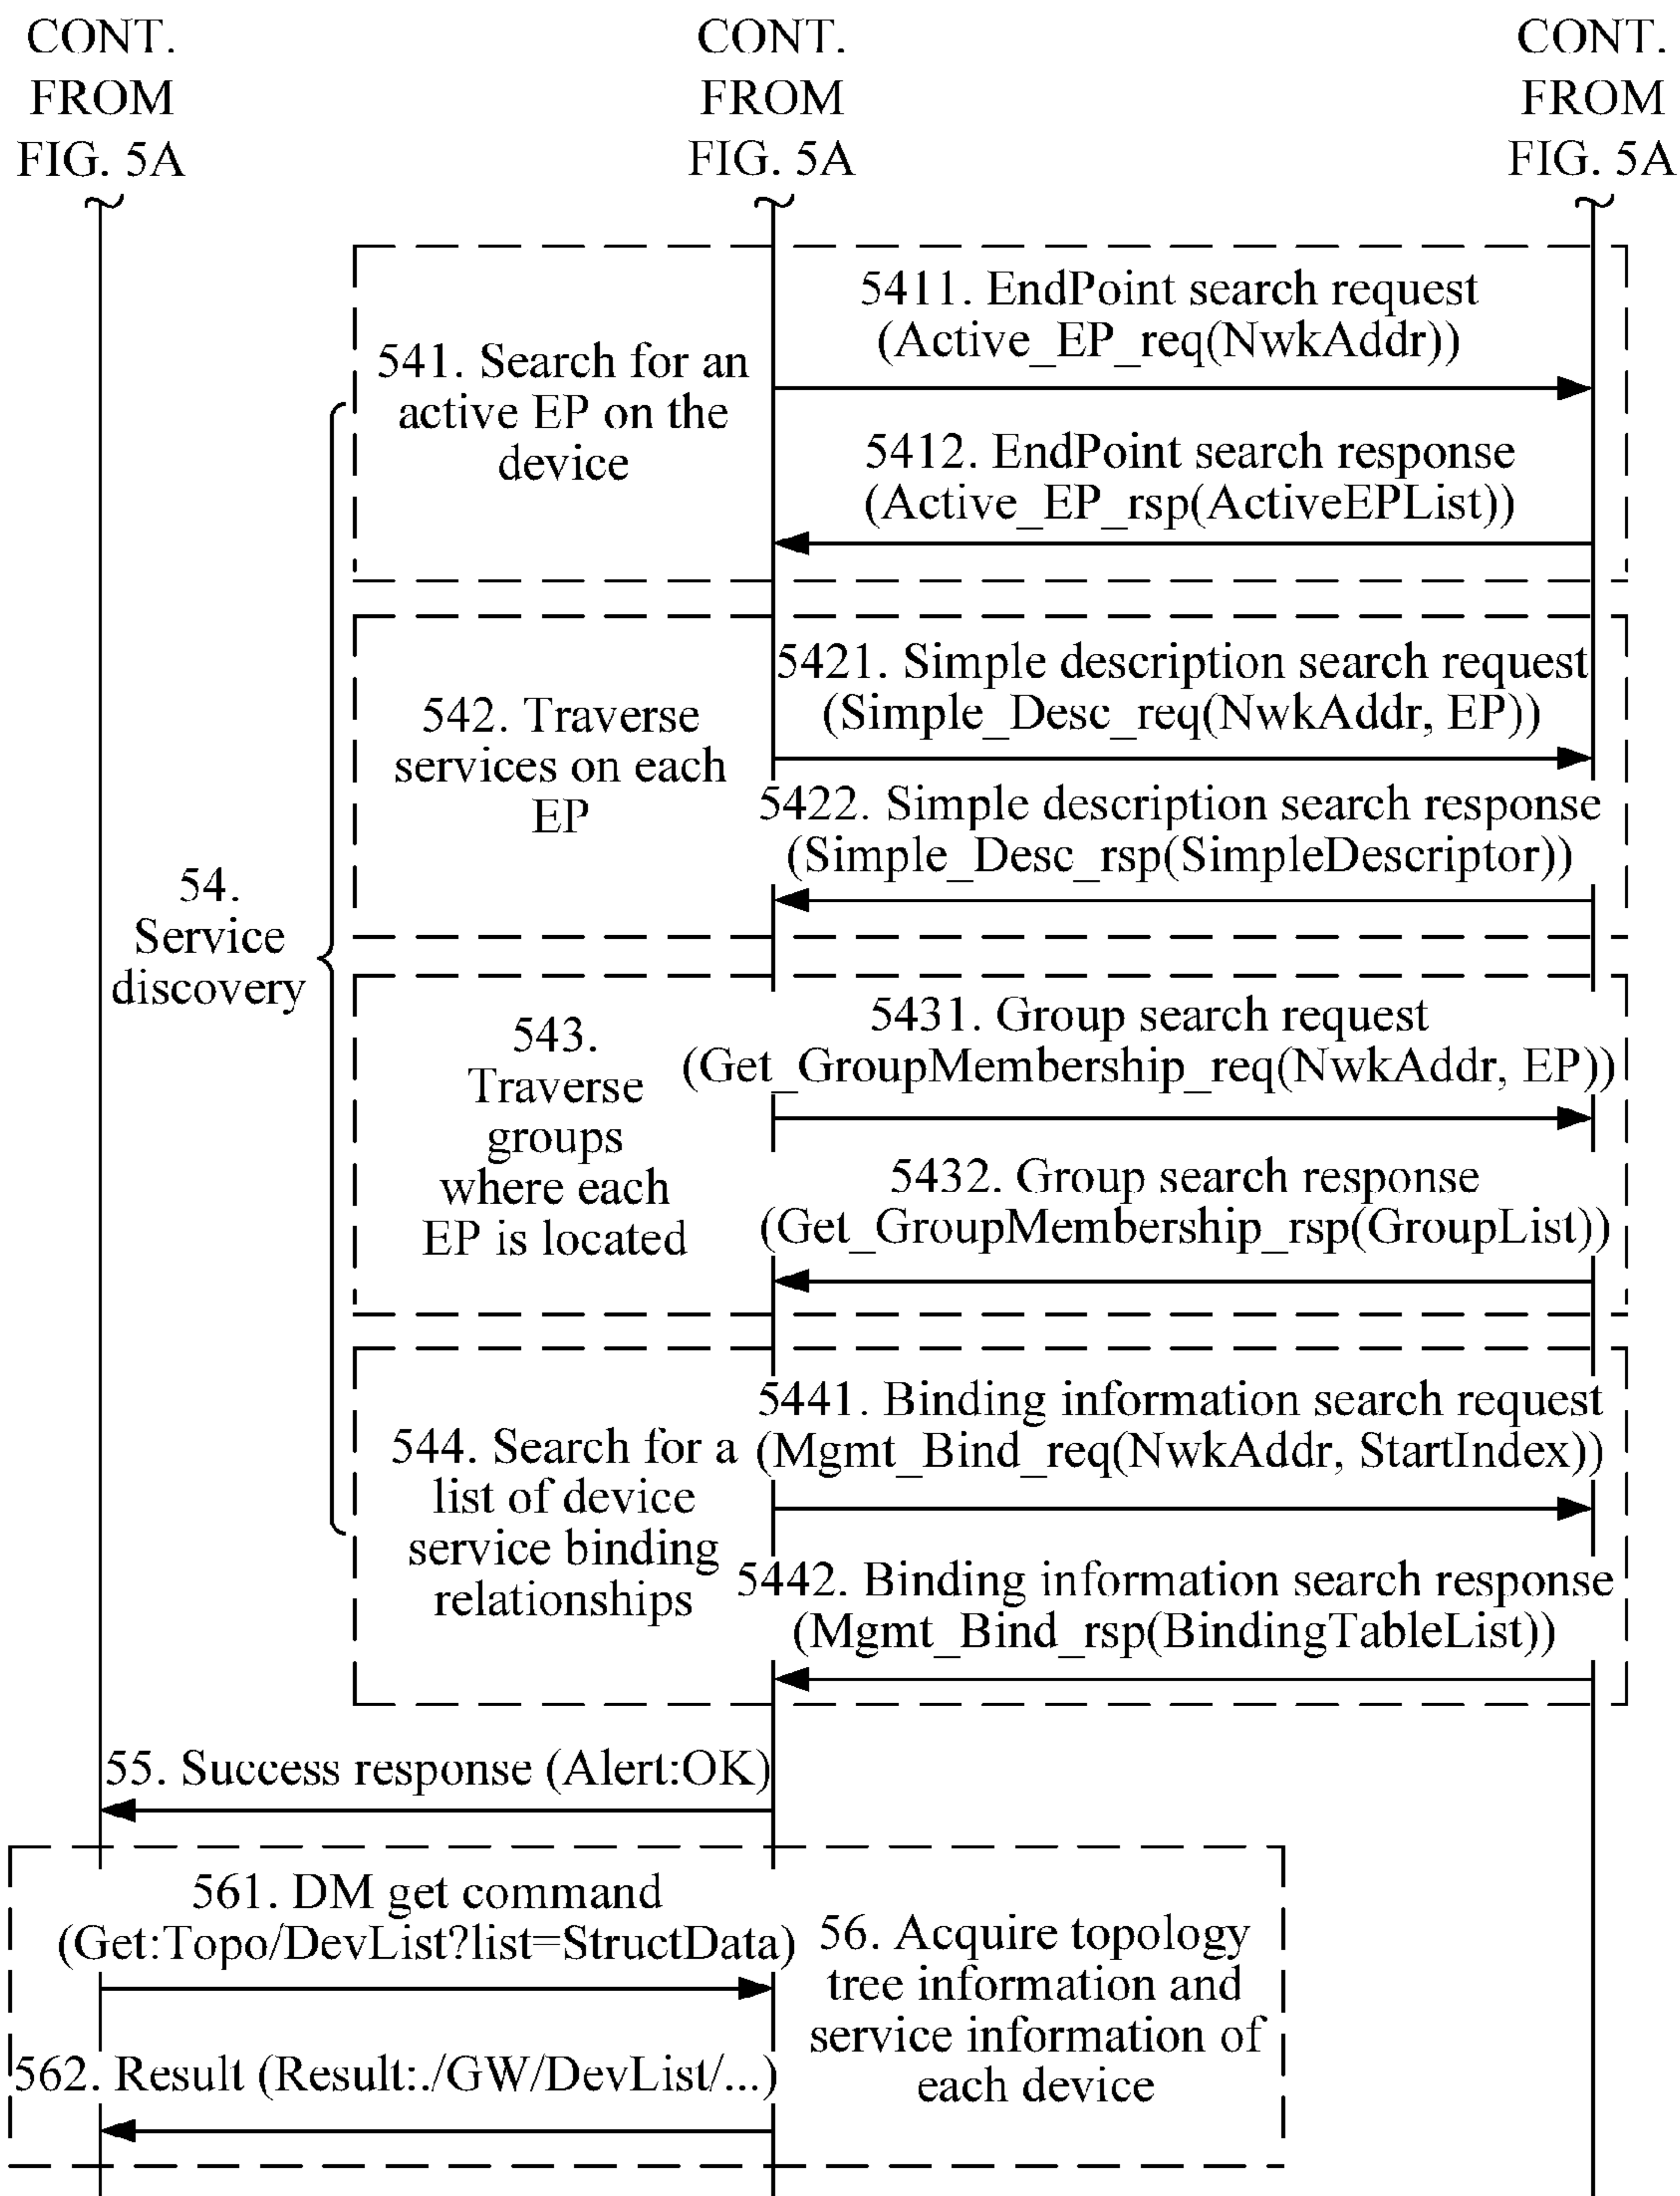 CONT.
FROM
FIG. 5A
CONT.
FROM
FIG. 5A
CONT.
FROM
FIG. 5A
54.
Service
discovery
541. Search for an
active EP on the
device
5411. EndPoint search request
(Active_EP_req(NwkAddr))
5412. EndPoint search response
(Active_EP_rsp(ActiveEPList))
542. Traverse
services on each
EP
5421. Simple description search request
(Simple_Desc_req(NwkAddr, EP))
5422. Simple description search response
(Simple_Desc_rsp(SimpleDescriptor))
543.
Traverse
groups
where each
EP is located
5431. Group search request
(Get_GroupMembership_req(NwkAddr, EP))
5432. Group search response
(Get_GroupMembership_rsp(GroupList))
544. Search for a
list of device
service binding
relationships
5441. Binding information search request
(Mgmt_Bind_req(NwkAddr, StartIndex))
5442. Binding information search response
(Mgmt_Bind_rsp(BindingTableList))
55. Success response (Alert:OK)
561. DM get command
(Get:Topo/DevList?list=StructData)
562. Result (Result:./GW/DevList/...)
56. Acquire topology
tree information and
service information of
each device